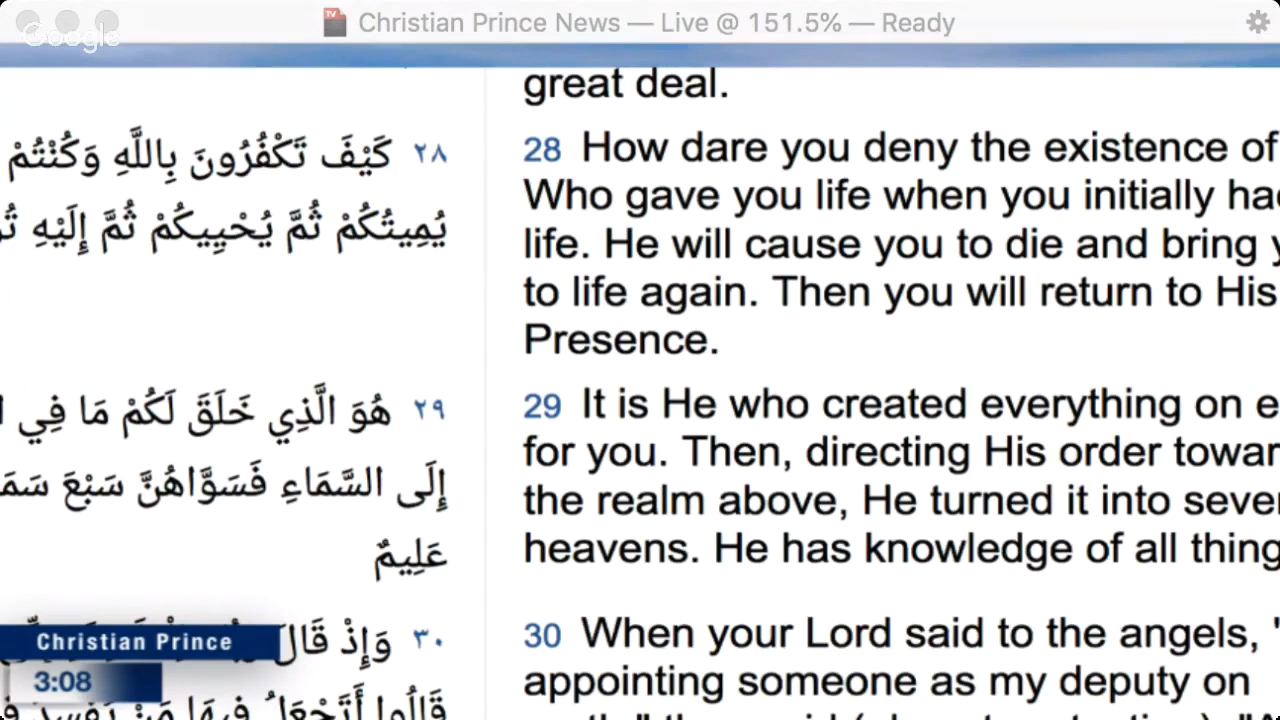 Christian Prince News — Live @ 151.5% — Ready
Google
great deal.
٢٨ كَيْفَ تَكْفُرُونَ بِاللَّهِ وَكُنْتُمْ
يُمِيتُكُمْ ثُمَّ يُحْيِيكُمْ ثُمَّ إِلَيْهِ
28 How dare you deny the existence of
Who gave you life when you initially
life. He will cause you to die and bring
to life again. Then you will return to His
Presence.
٢٩ هُوَ الَّذِي خَلَقَ لَكُمْ مَا فِي
إِلَى السَّمَاءِ فَسَوَّاهُنَّ سَبْعَ
عَلِيمٌ
29 It is He who created everything on
for you. Then, directing His order
the realm above, He turned it into
heavens. He has knowledge of all
٣٠ وَإِذْ قَالَ
قَالُوا أَتَجْعَلُ فِيهَا مَنْ يُفْسِدُ
30 When your Lord said to the angels, "
appointing someone as my deputy on
Christian Prince
3:08